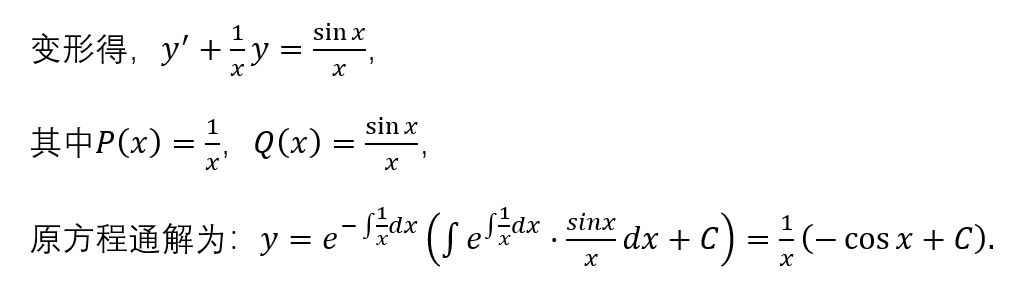 变形得，y′ + 1/x y = sin x/x,
其中P(x) = 1/x, Q(x) = sin x/x,
原方程通解为：y = e^(−∫1/x dx) (∫ e^(∫1/x dx) · sinx/x dx + C) = 1/x (− cos x + C).